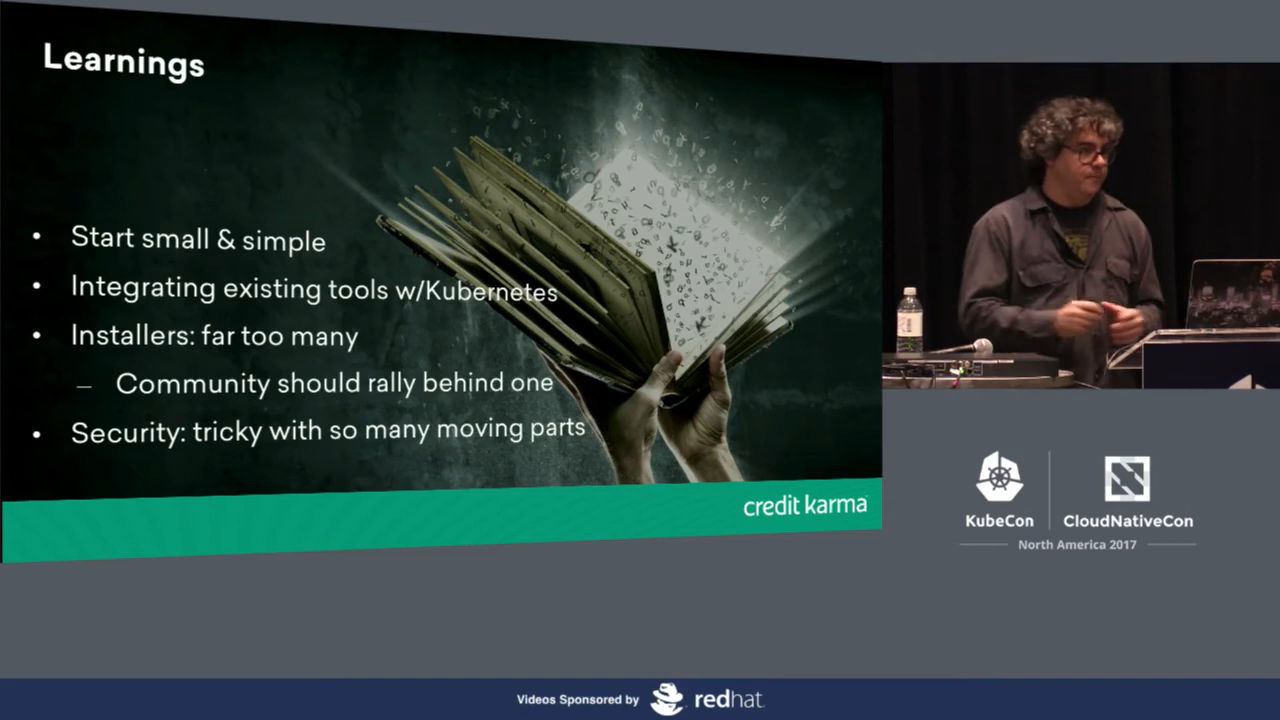 Learnings
• Start small & simple
• Integrating existing tools w/Kubernetes
• Installers: far too many
– Community should rally behind one
• Security: tricky with so many moving parts
credit karma
KubeCon
CloudNativeCon
North America 2017
Videos Sponsored by redhat